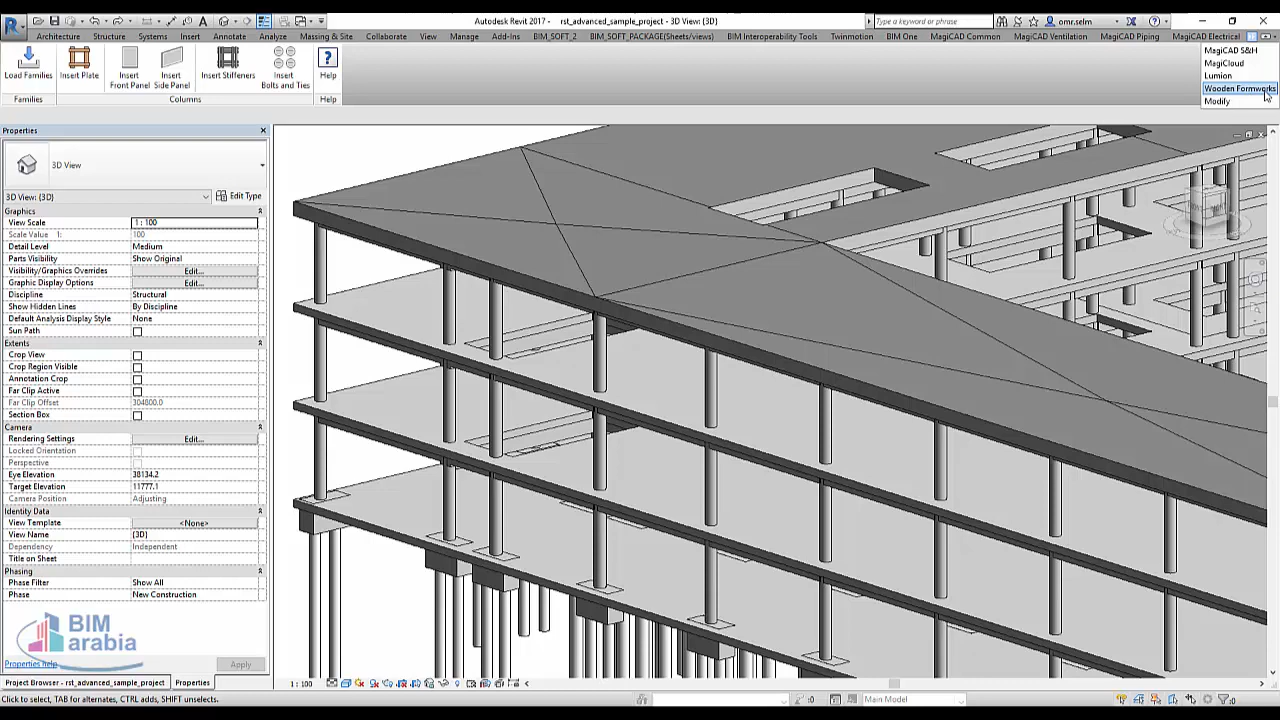 Autodesk Revit 2017 - rst_advanced_sample_project - 3D View: {3D}
Type a keyword or phrase
omr.selm
Architecture Structure Systems Insert Annotate Analyze Massing & Site Collaborate View Manage Add-Ins BIM_SOFT_2 BIM_SOFT_PACKAGE(Sheets/views) BIM Interoperability Tools Twinmotion BIM One MagiCAD Common MagiCAD Ventilation MagiCAD Piping MagiCAD Electrical
MagiCAD S&H
MagiCloud
Lumion
Wooden Formworks
Modify
Load Families
Insert Plate
Insert
Front Panel
Insert
Side Panel
Insert Stiffeners
Insert
Bolts and Ties
Help
Families
Columns
Help
Properties
3D View
3D View: {3D}
Edit Type
Graphics
View Scale 1 : 100
Scale Value 1: 100
Detail Level Medium
Parts Visibility Show Original
Visibility/Graphics Overrides Edit...
Graphic Display Options Edit...
Discipline Structural
Show Hidden Lines By Discipline
Default Analysis Display Style None
Sun Path
Extents
Crop View
Crop Region Visible
Annotation Crop
Far Clip Active
Far Clip Offset 304800.0
Section Box
Camera
Rendering Settings Edit...
Locked Orientation
Perspective
Eye Elevation 38134.2
Target Elevation 11777.1
Camera Position Adjusting
Identity Data
View Template <None>
View Name {3D}
Dependency Independent
Title on Sheet
Phasing
Phase Filter Show All
Phase New Construction
BIM
arabia
Properties help
Apply
Project Browser - rst_advanced_sample_project
Properties
1 : 100
Click to select, TAB for alternates, CTRL adds, SHIFT unselects.
:0
Main Model
:0